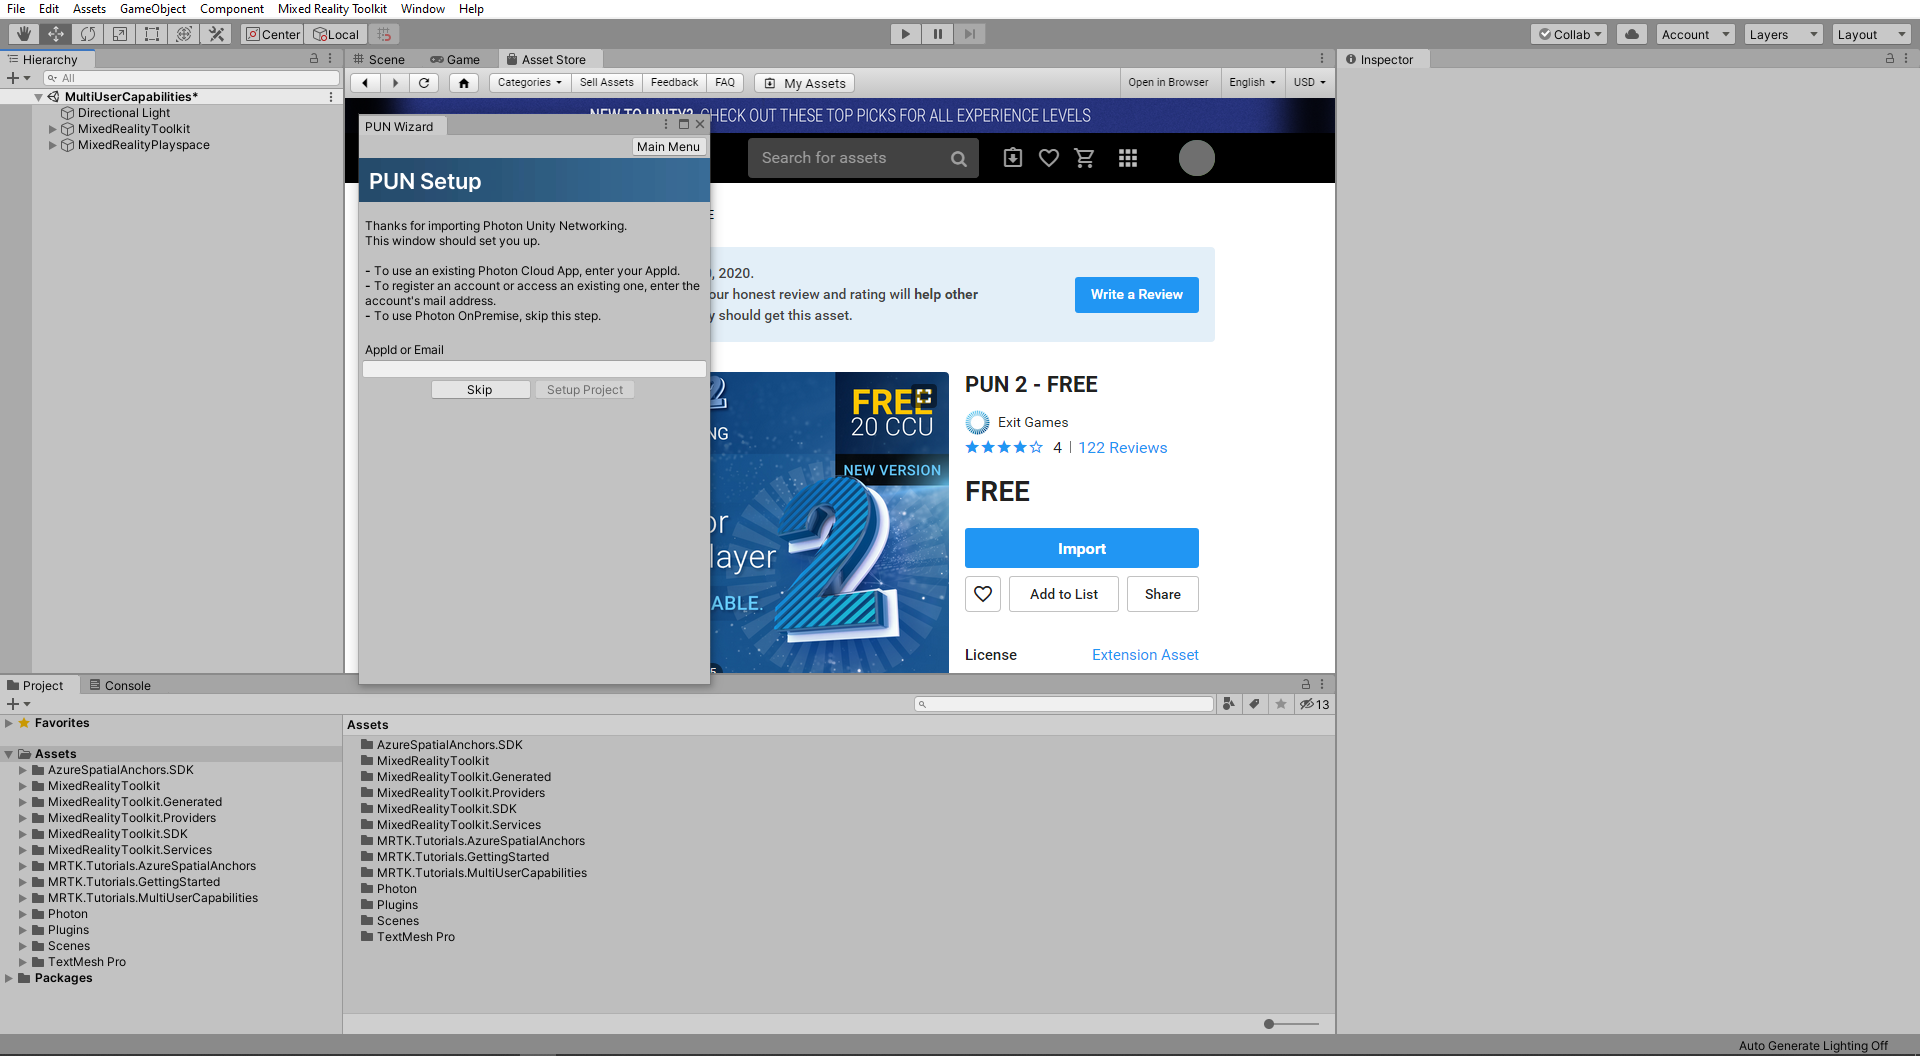 File Edit Assets GameObject Component Mixed Reality Toolkit Window Help
Center Local
Collab Account Layers Layout
Hierarchy
All
MultiUserCapabilities*
Directional Light
MixedRealityToolkit
MixedRealityPlayspace
Scene Game Asset Store
Categories Sell Assets Feedback FAQ My Assets Open in Browser English USD
NEW TO UNITY? CHECK OUT THESE TOP PICKS FOR ALL EXPERIENCE LEVELS
Search for assets
PUN Wizard
Main Menu
PUN Setup
Thanks for importing Photon Unity Networking.
This window should set you up.
- To use an existing Photon Cloud App, enter your AppId.
- To register an account or access an existing one, enter the
account's mail address.
- To use Photon OnPremise, skip this step.
AppId or Email
Skip Setup Project
E
, 2020.
our honest review and rating will help other
y should get this asset.
Write a Review
2
NG
FREE
20 CCU
NEW VERSION
or
layer
ABLE.
2
5
PUN 2 - FREE
Exit Games
4 | 122 Reviews
FREE
Import
Add to List Share
License Extension Asset
Inspector
Project Console
13
Favorites
Assets
AzureSpatialAnchors.SDK
MixedRealityToolkit
MixedRealityToolkit.Generated
MixedRealityToolkit.Providers
MixedRealityToolkit.SDK
MixedRealityToolkit.Services
MRTK.Tutorials.AzureSpatialAnchors
MRTK.Tutorials.GettingStarted
MRTK.Tutorials.MultiUserCapabilities
Photon
Plugins
Scenes
TextMesh Pro
Packages
Assets
AzureSpatialAnchors.SDK
MixedRealityToolkit
MixedRealityToolkit.Generated
MixedRealityToolkit.Providers
MixedRealityToolkit.SDK
MixedRealityToolkit.Services
MRTK.Tutorials.AzureSpatialAnchors
MRTK.Tutorials.GettingStarted
MRTK.Tutorials.MultiUserCapabilities
Photon
Plugins
Scenes
TextMesh Pro
Auto Generate Lighting Off